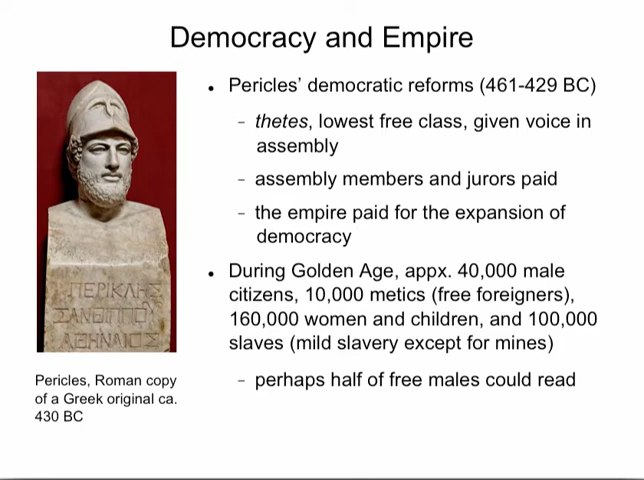 Democracy and Empire
• Pericles' democratic reforms (461-429 BC)
– thetes, lowest free class, given voice in
assembly
– assembly members and jurors paid
– the empire paid for the expansion of
democracy
• During Golden Age, appx. 40,000 male
citizens, 10,000 metics (free foreigners),
160,000 women and children, and 100,000
slaves (mild slavery except for mines)
– perhaps half of free males could read
ΠΕΡΙΚΛΗΣ
ΞΑΝΘΙΠΠΟΥ
ΑΘΗΝΑΙΟΣ
Pericles, Roman copy
of a Greek original ca.
430 BC